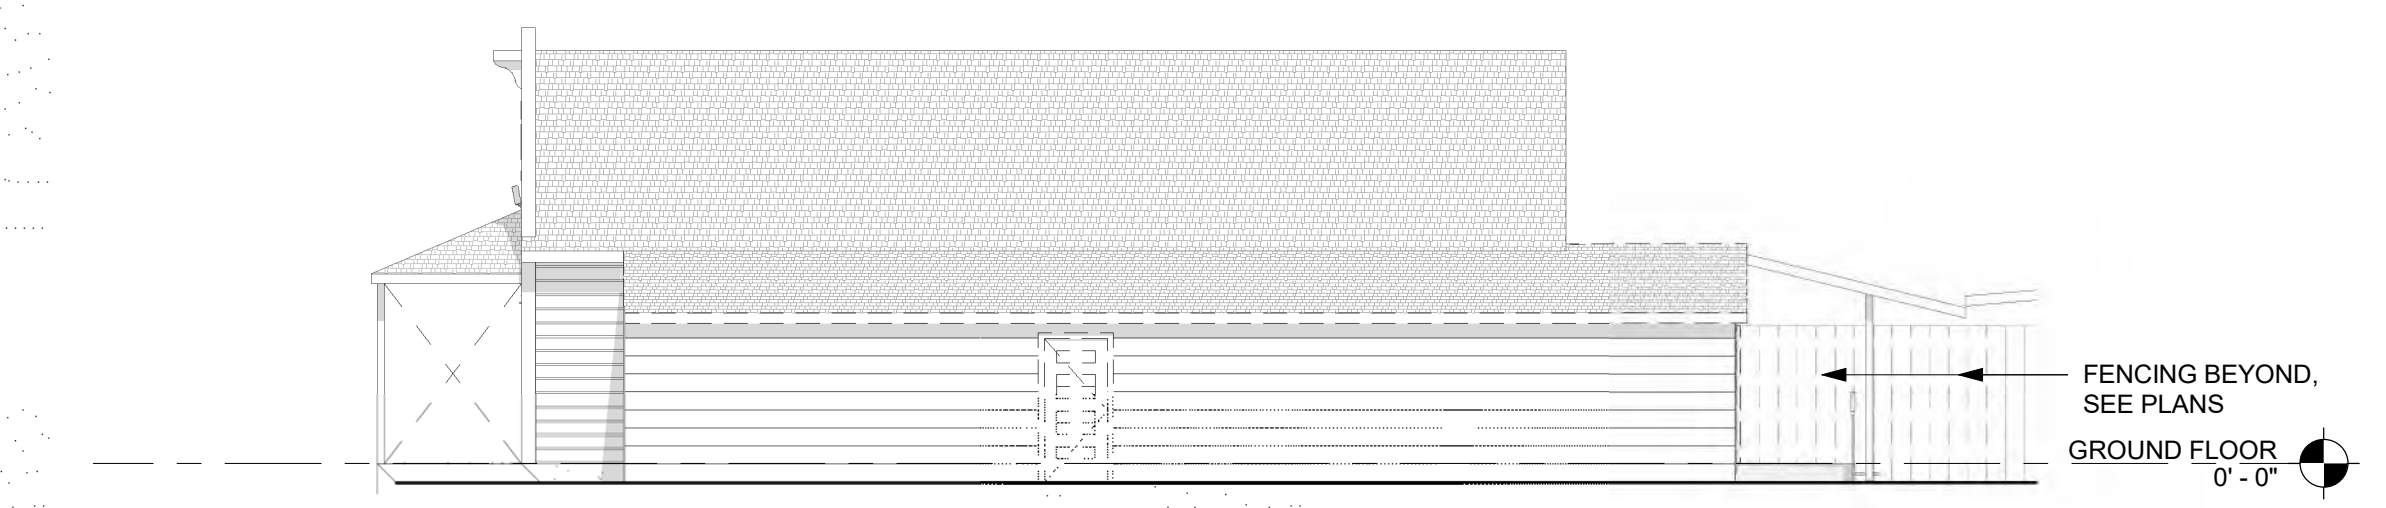 FENCING BEYOND,
SEE PLANS
GROUND FLOOR
0' - 0"